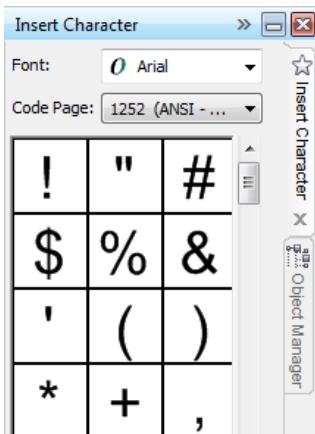 Insert Character
Font: O Arial
Code Page: 1252 (ANSI - ...
! " #
$ % &
' ( )
* + ,
Insert Character
Object Manager